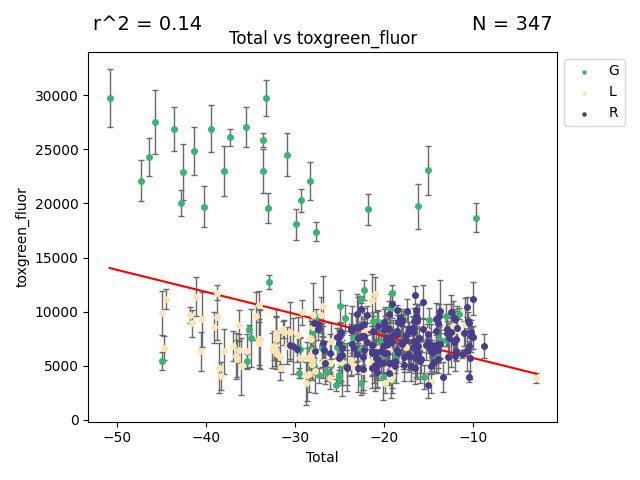 r^2 = 0.14
N = 347
Total vs toxgreen_fluor
G
L
R
toxgreen_fluor
30000
25000
20000
15000
10000
5000
0
−50
−40
−30
−20
−10
Total